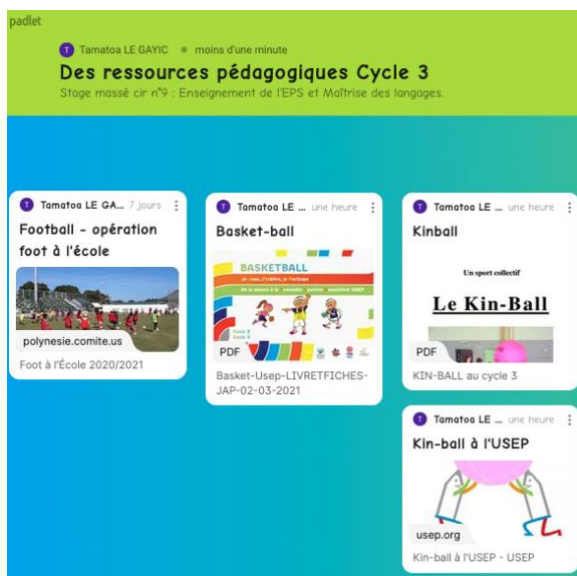 padlet
T Tamatoa LE GAYIC • moins d'une minute
Des ressources pédagogiques Cycle 3
Stage massé cir n°9 : Enseignement de l'EPS et Maîtrise des langages.
T Tamatoa LE GA... 7 jours
Football - opération
foot à l'école
polynesie.comite.us
Foot à l'École 2020/2021
T Tamatoa LE ... une heure
Basket-ball
BASKETBALL
PDF
Basket-Usep-LIVRETFICHES-
JAP-02-03-2021
T Tamatoa LE ... une heure
Kinball
Un sport collectif
Le Kin-Ball
PDF
KIN-BALL au cycle 3
T Tamatoa LE ... une heure
Kin-ball à l'USEP
usep.org
Kin-ball à l'USEP - USEP